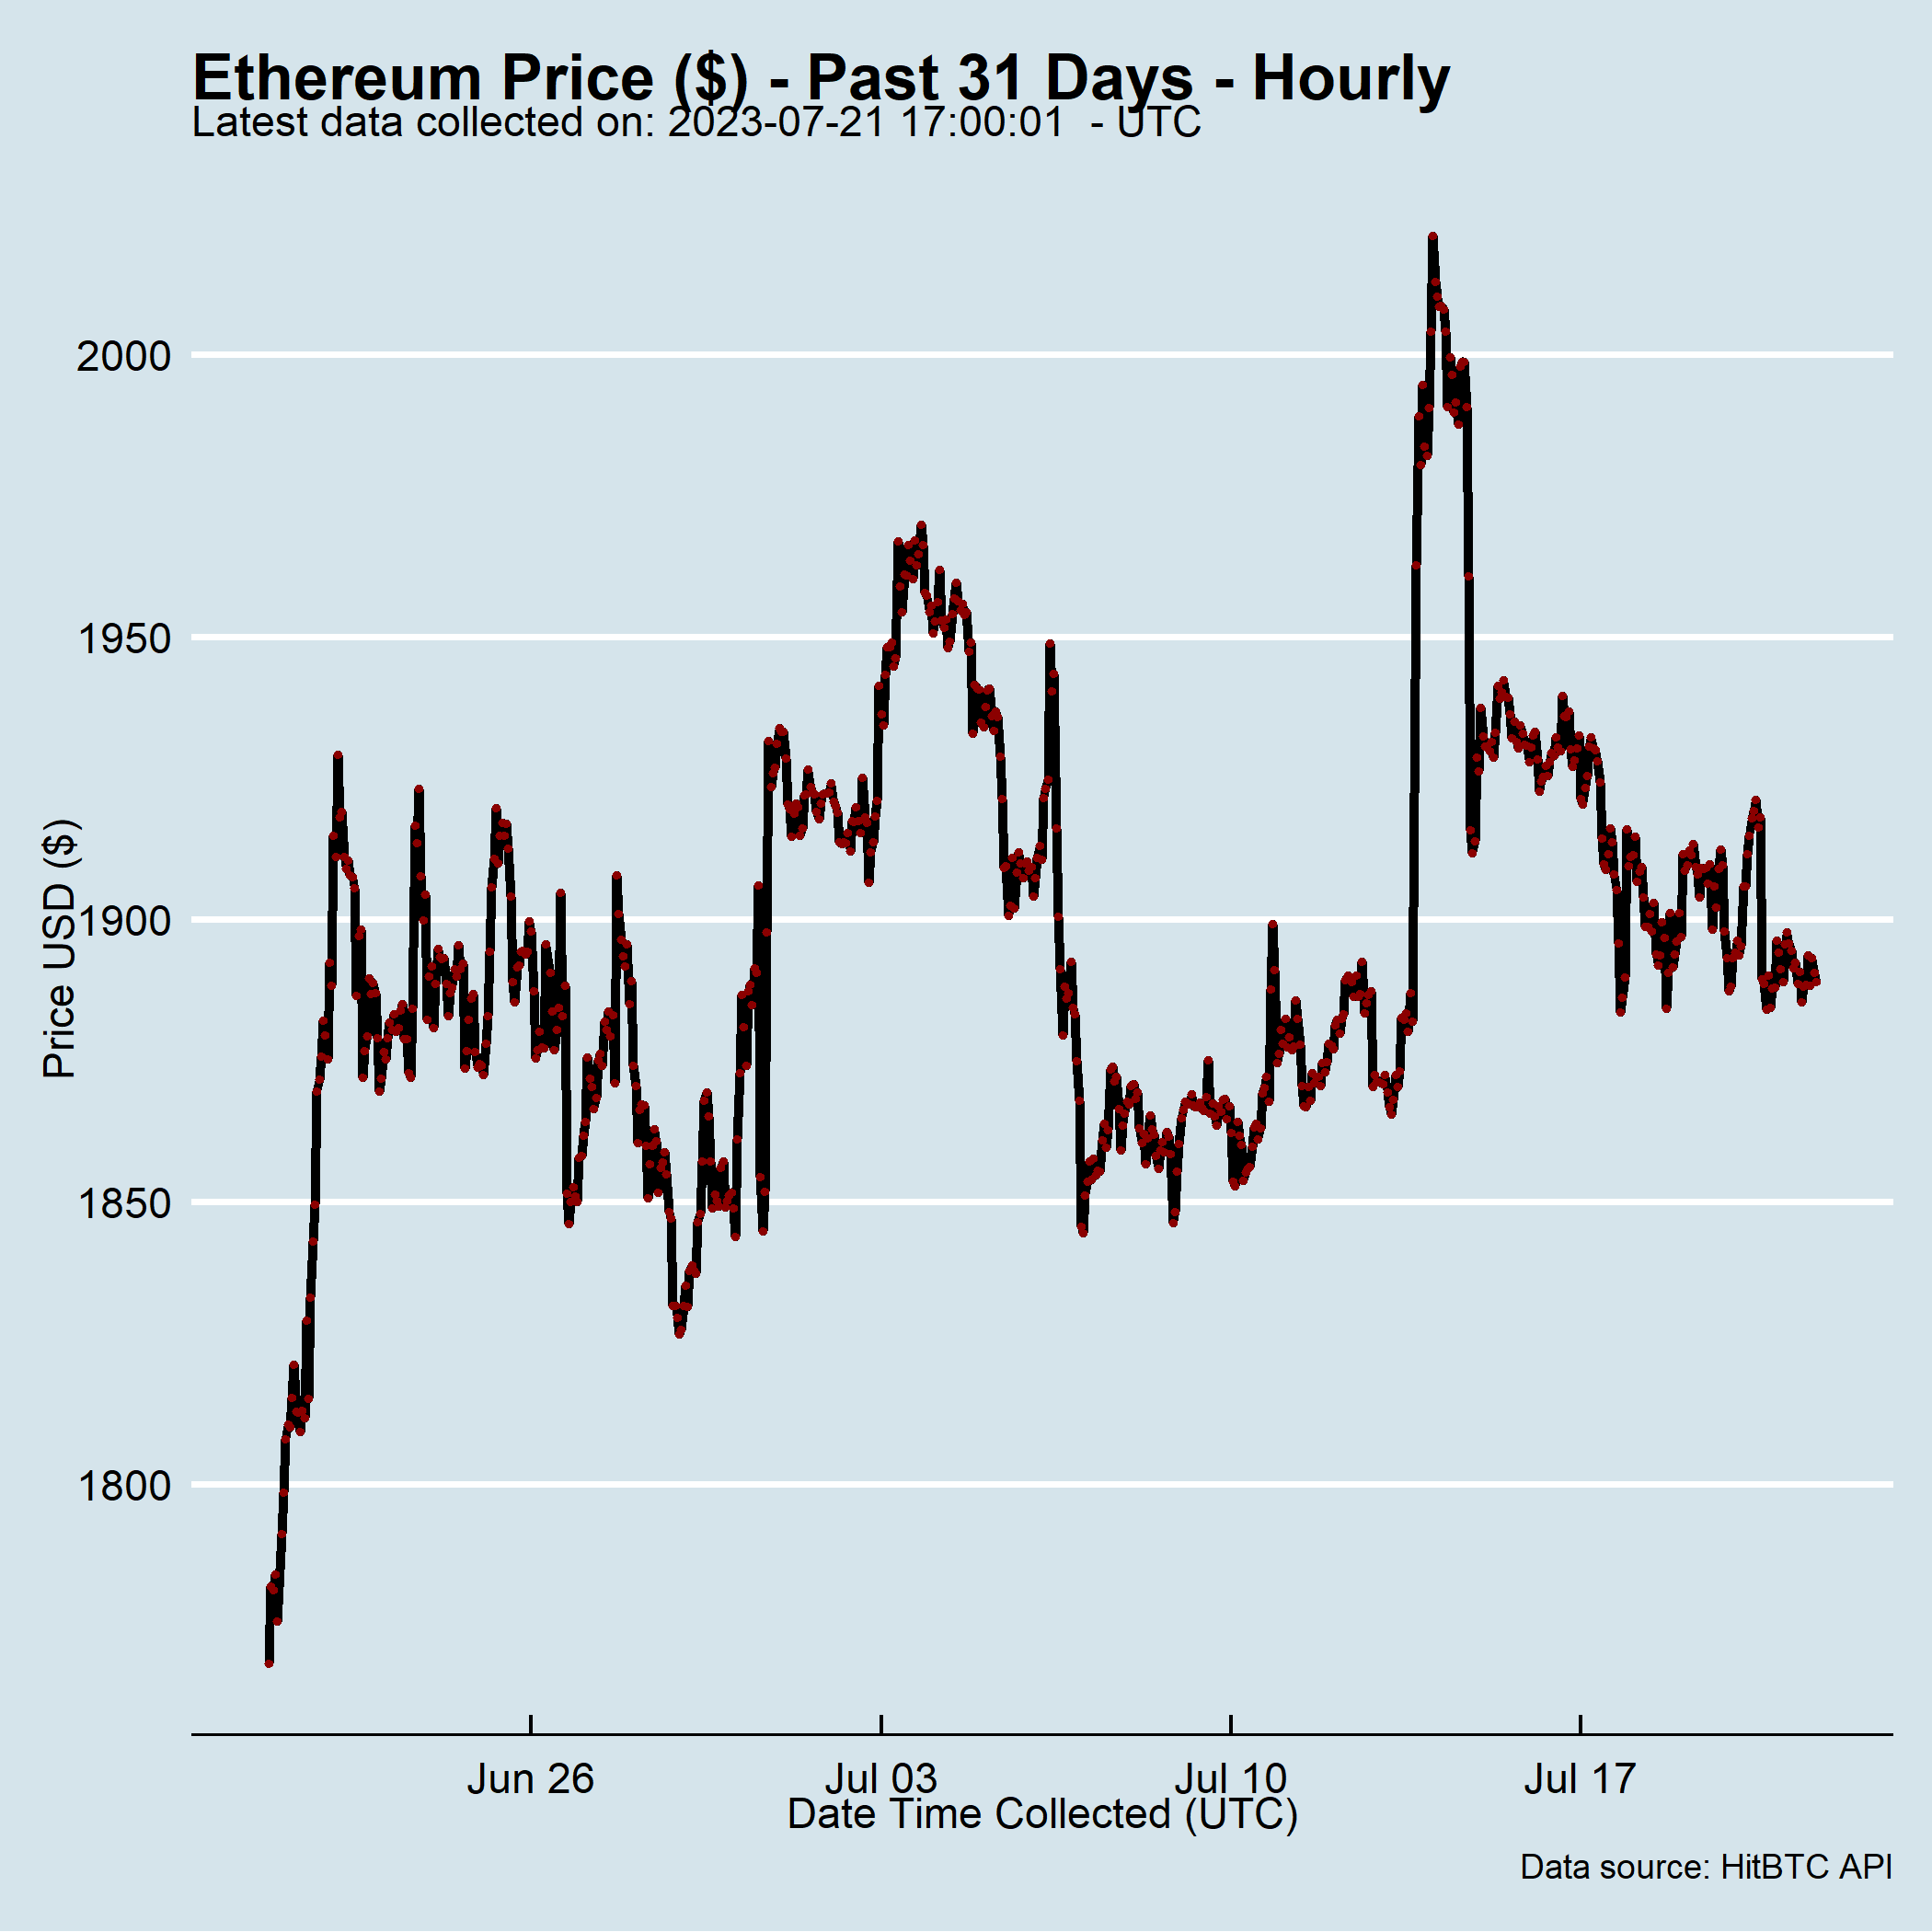 Ethereum Price ($) - Past 31 Days - Hourly
Latest data collected on: 2023-07-21 17:00:01  - UTC
Price USD ($)
2000
1950
1900
1850
1800
Jun 26
Jul 03
Jul 10
Jul 17
Date Time Collected (UTC)
Data source: HitBTC API